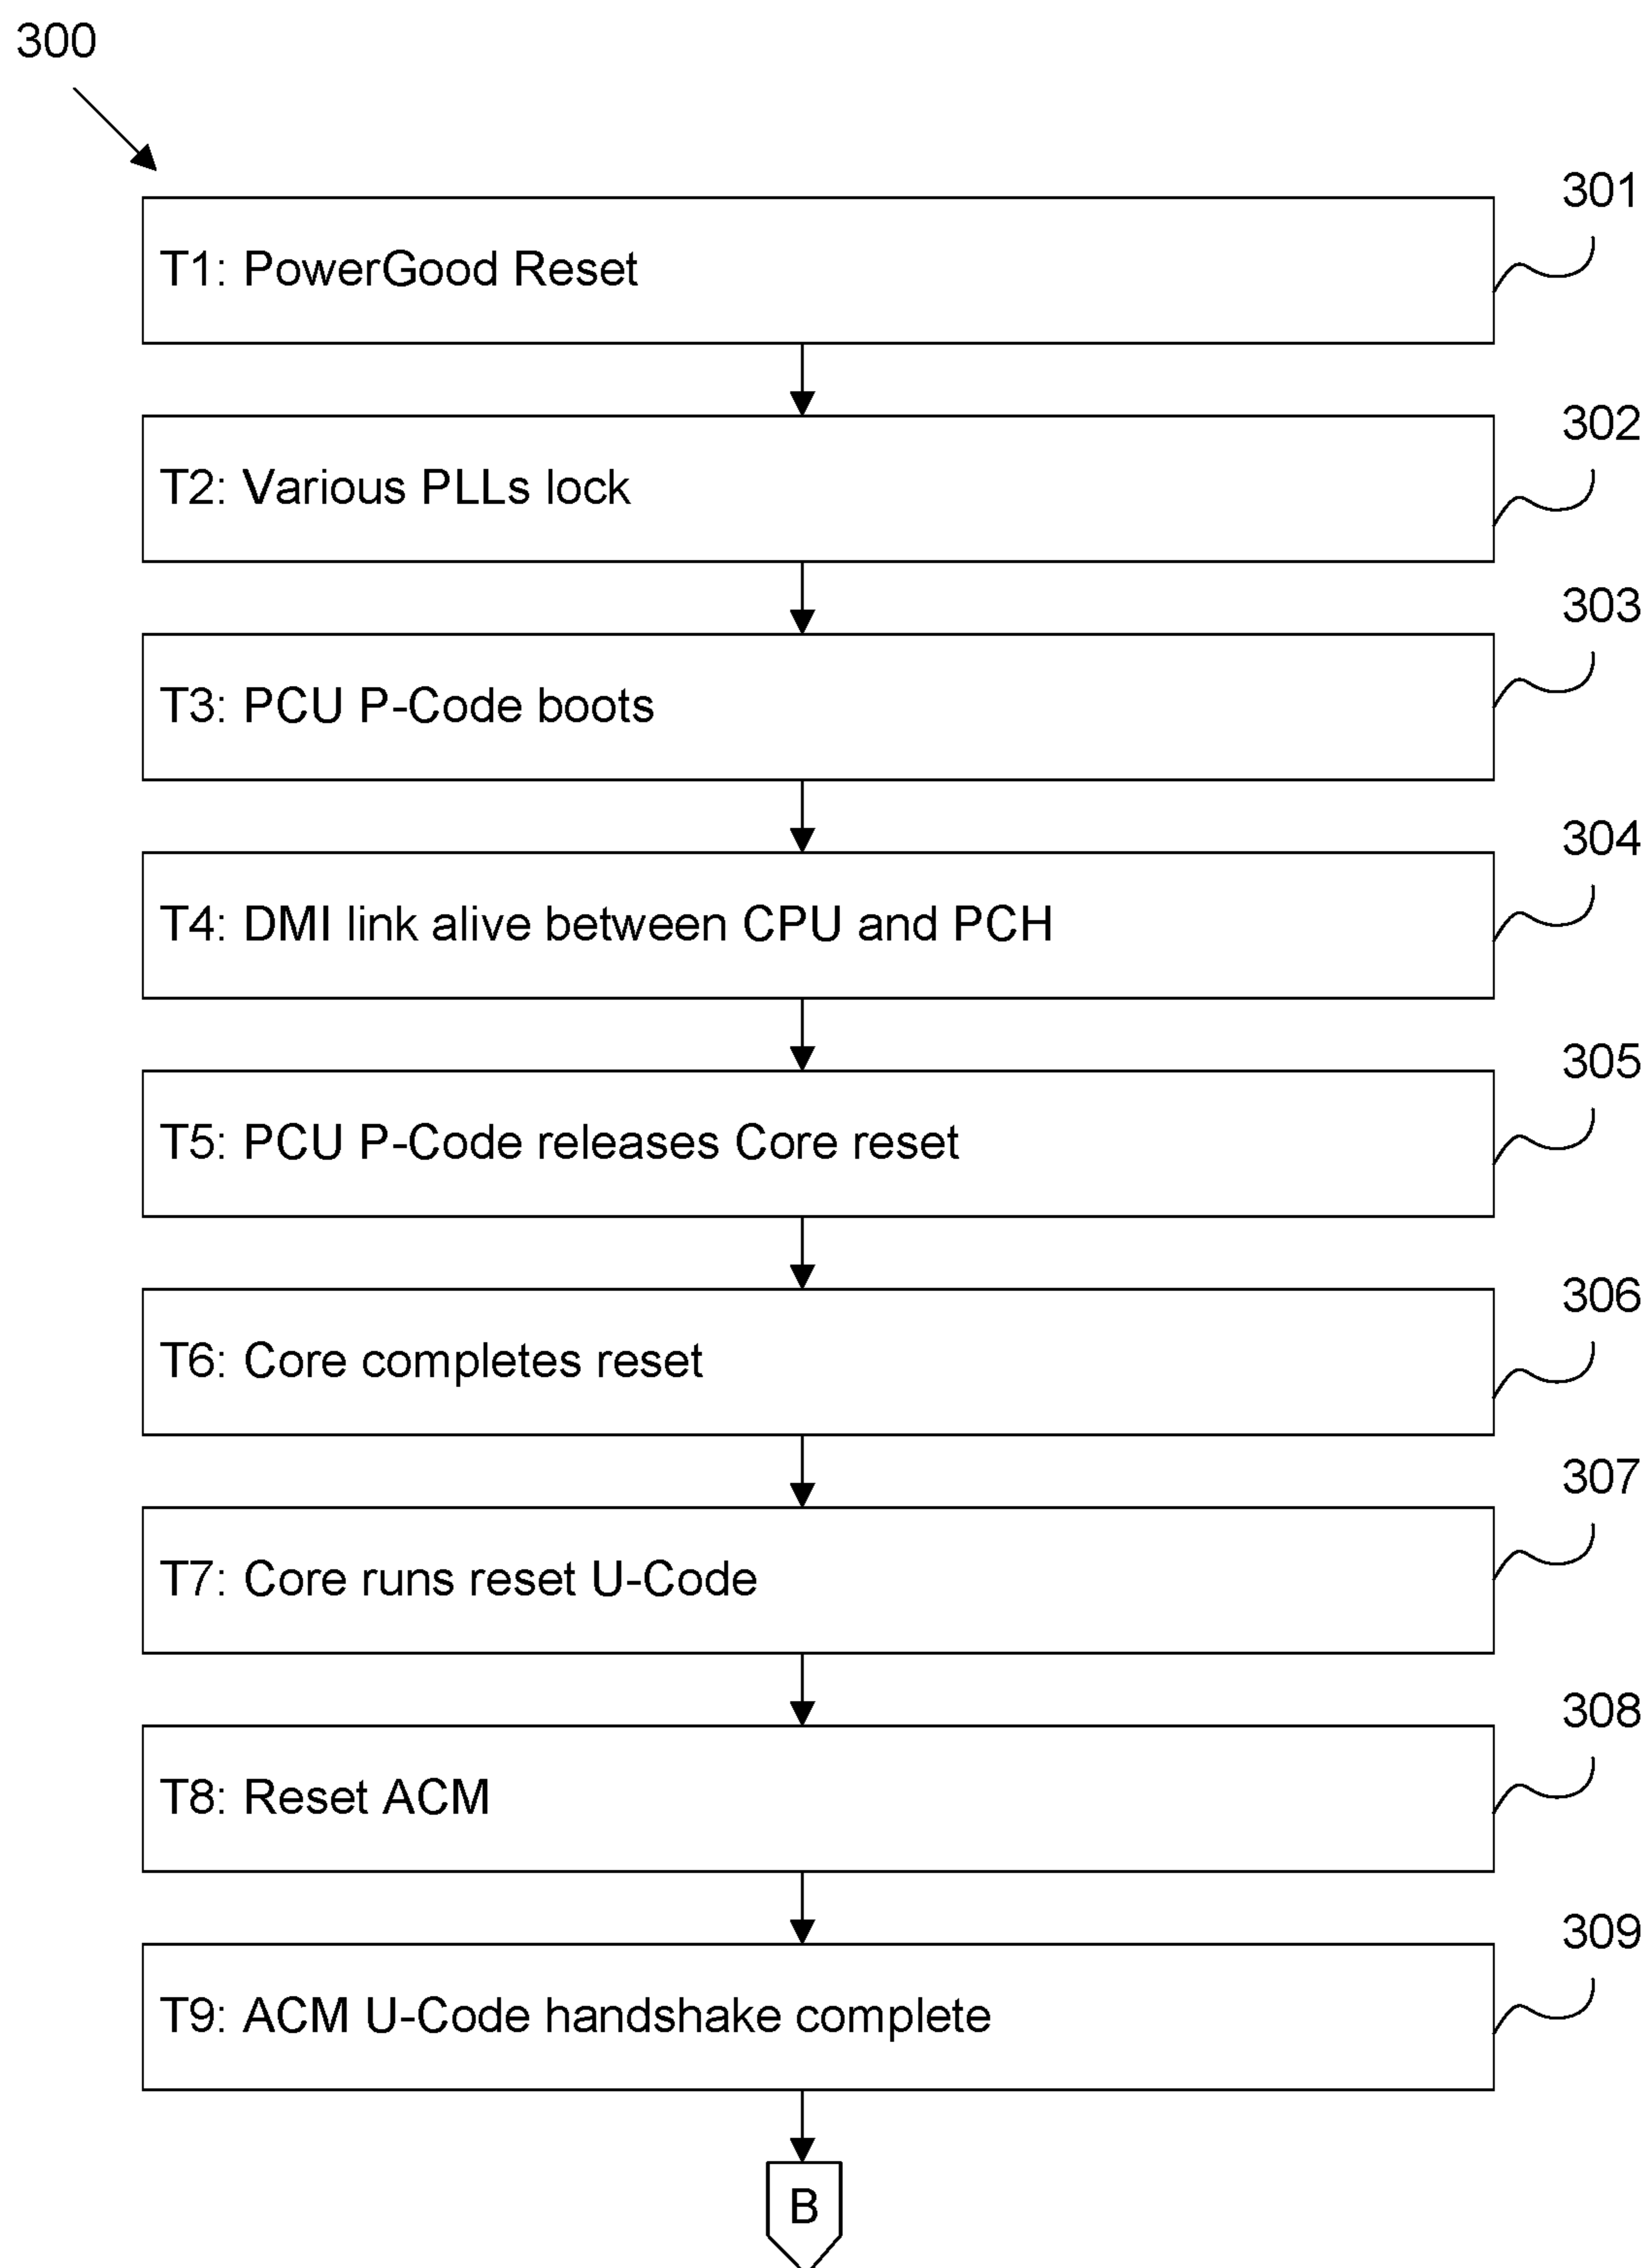 300
301
T1: PowerGood Reset
302
T2: Various PLLs lock
303
T3: PCU P-Code boots
304
T4: DMI link alive between CPU and PCH
305
T5: PCU P-Code releases Core reset
306
T6: Core completes reset
307
T7: Core runs reset U-Code
308
T8: Reset ACM
309
T9: ACM U-Code handshake complete
B